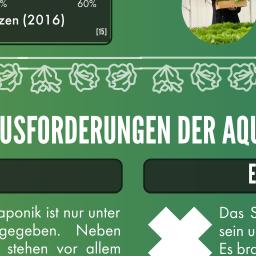 60%
zen (2016)
[15]
USFORDERUNGEN DER AQU
E
aponik ist nur unter
gegeben. Neben
stehen vor allem
Das S
sein u
Es bra